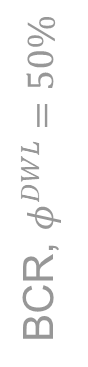 BCR, 𝜙^{DWL} = 50%